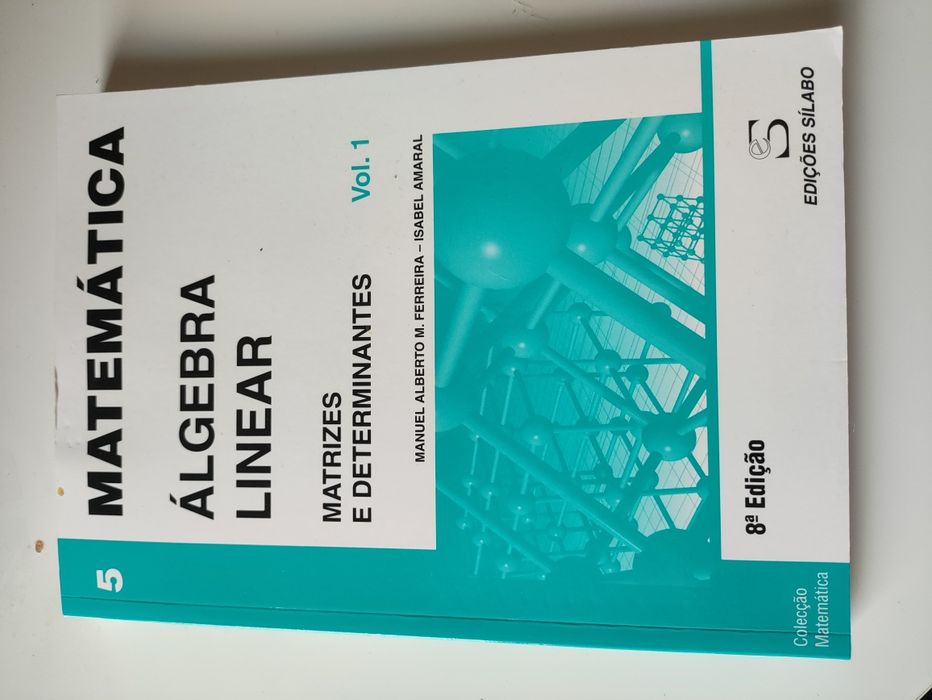 5
MATEMÁTICA
ÁLGEBRA
LINEAR
MATRIZES
E DETERMINANTES Vol. 1
MANUEL ALBERTO M. FERREIRA – ISABEL AMARAL
8ª Edição
eS
EDIÇÕES SÍLABO
Colecção
Matemática